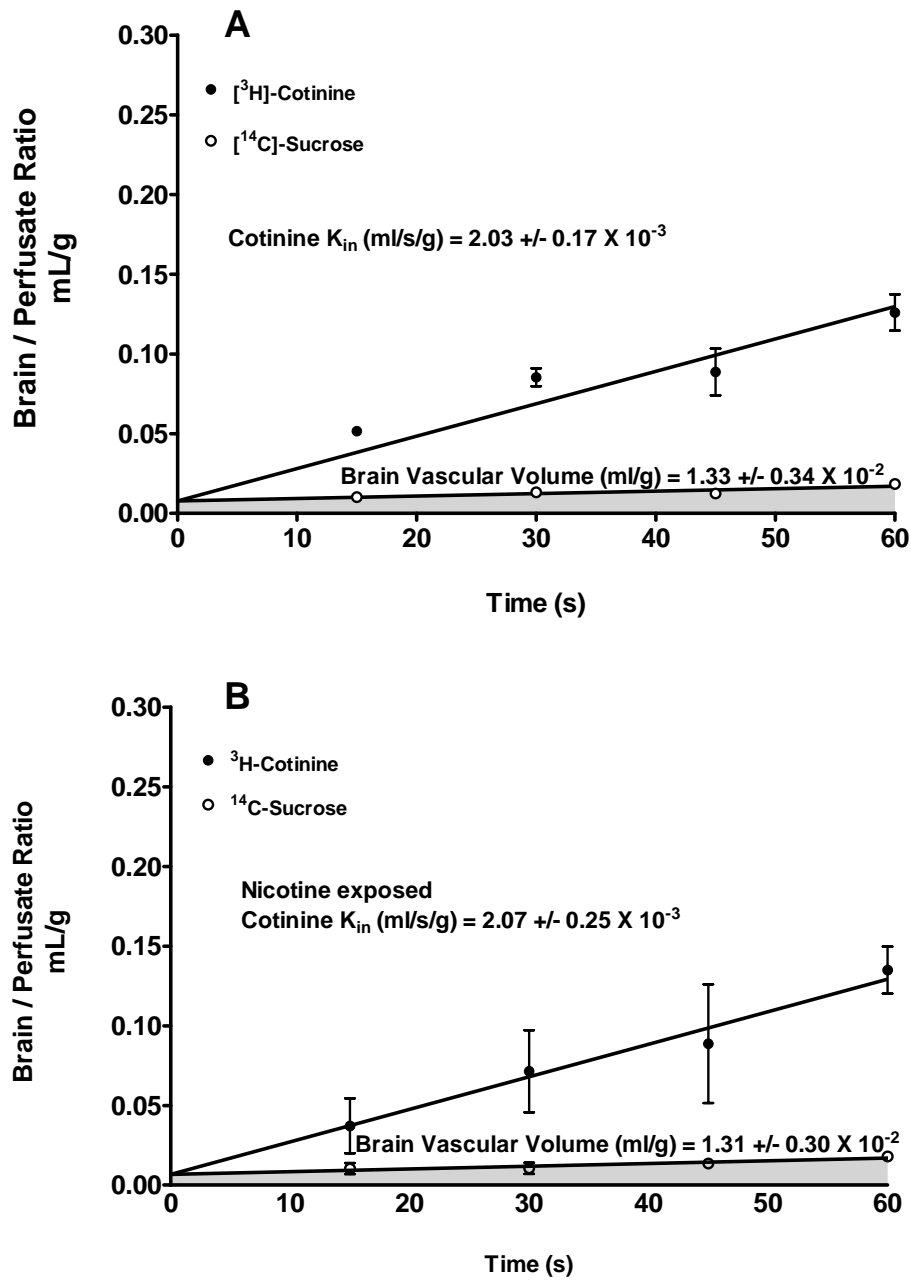 A
0.30
[³H]-Cotinine
0.25
[¹⁴C]-Sucrose
0.20
Cotinine Kᵢₙ (ml/s/g) = 2.03 +/- 0.17 X 10⁻³
0.15
Brain / Perfusate Ratio
mL/g
0.10
0.05
Brain Vascular Volume (ml/g) = 1.33 +/- 0.34 X 10⁻²
0.00
0 10 20 30 40 50 60
Time (s)
B
0.30
³H-Cotinine
0.25
¹⁴C-Sucrose
0.20
Nicotine exposed
Cotinine Kᵢₙ (ml/s/g) = 2.07 +/- 0.25 X 10⁻³
0.15
Brain / Perfusate Ratio
mL/g
0.10
0.05
Brain Vascular Volume (ml/g) = 1.31 +/- 0.30 X 10⁻²
0.00
0 10 20 30 40 50 60
Time (s)